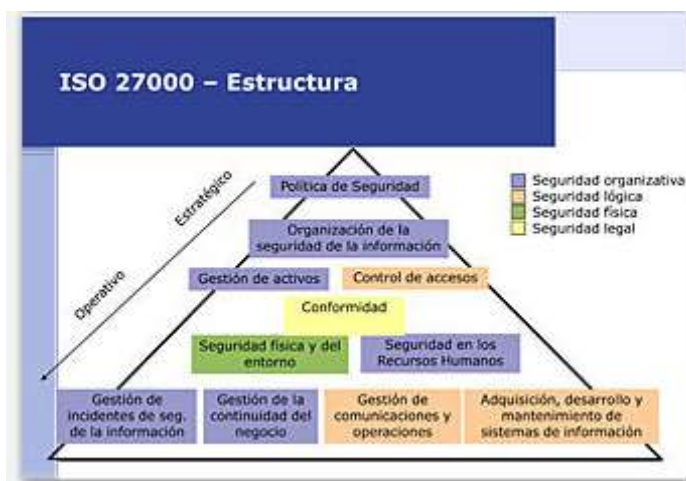 ISO 27000 – Estructura
Estratégico
Operativo
Política de Seguridad
Organización de la
seguridad de la información
Gestión de activos
Control de accesos
Conformidad
Seguridad física y del
entorno
Seguridad en los
Recursos Humanos
Gestión de
incidentes de seg.
de la información
Gestión de la
continuidad del
negocio
Gestión de
comunicaciones y
operaciones
Adquisición, desarrollo y
mantenimiento de
sistemas de información
Seguridad organizativa
Seguridad lógica
Seguridad física
Seguridad legal